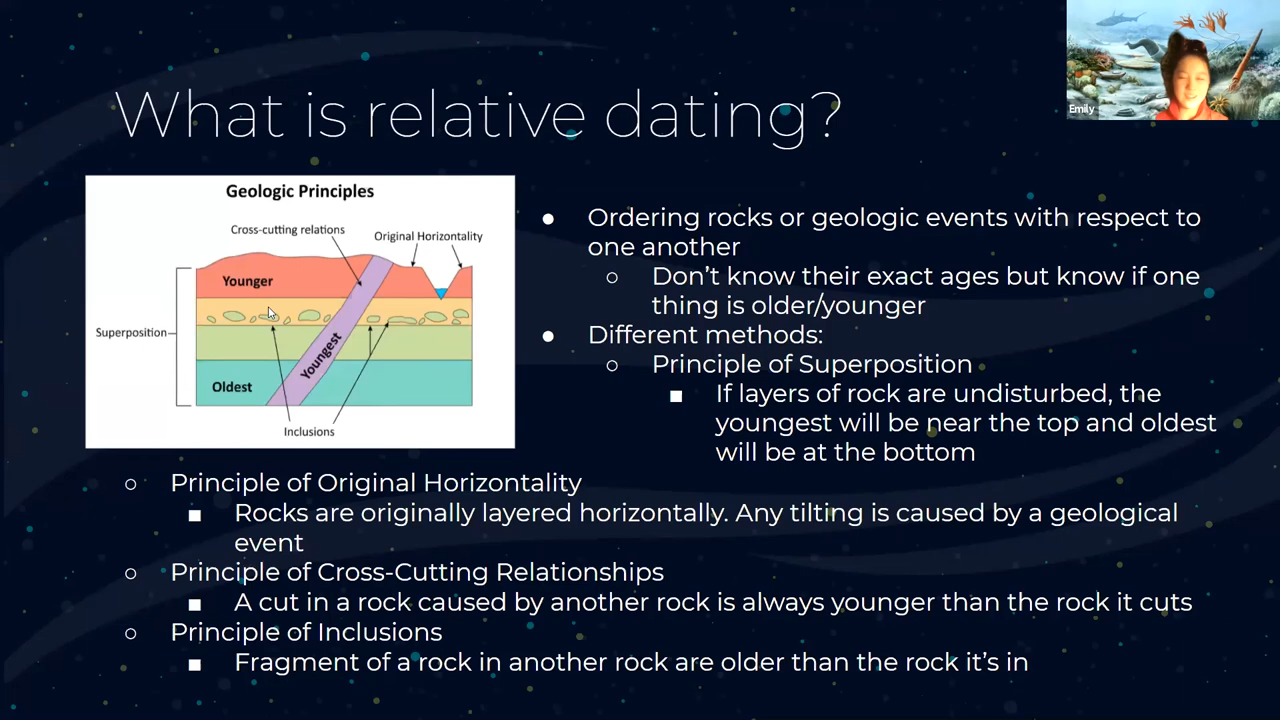 Emily
What is relative dating?
Geologic Principles
Cross-cutting relations
Original Horizontality
Younger
Superposition
Youngest
Oldest
Inclusions
● Ordering rocks or geologic events with respect to
one another
○ Don’t know their exact ages but know if one
thing is older/younger
● Different methods:
○ Principle of Superposition
■ If layers of rock are undisturbed, the
youngest will be near the top and oldest
will be at the bottom
○ Principle of Original Horizontality
■ Rocks are originally layered horizontally. Any tilting is caused by a geological
event
○ Principle of Cross-Cutting Relationships
■ A cut in a rock caused by another rock is always younger than the rock it cuts
○ Principle of Inclusions
■ Fragment of a rock in another rock are older than the rock it’s in